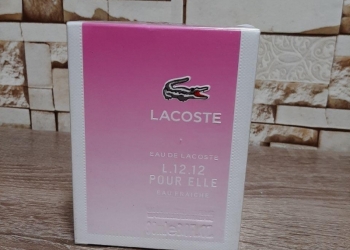 LACOSTE
EAU DE LACOSTE
L.12.12
POUR ELLE